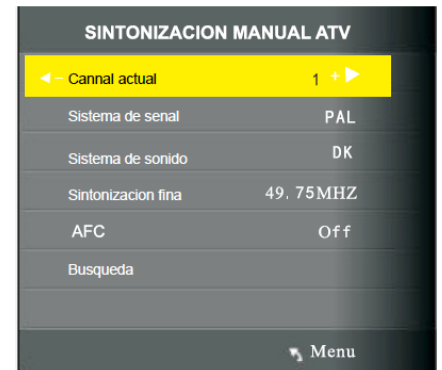 SINTONIZACION MANUAL ATV
– Cannal actual 1 +
Sistema de senal PAL
Sistema de sonido DK
Sintonizacion fina 49.75MHZ
AFC Off
Busqueda
Menu